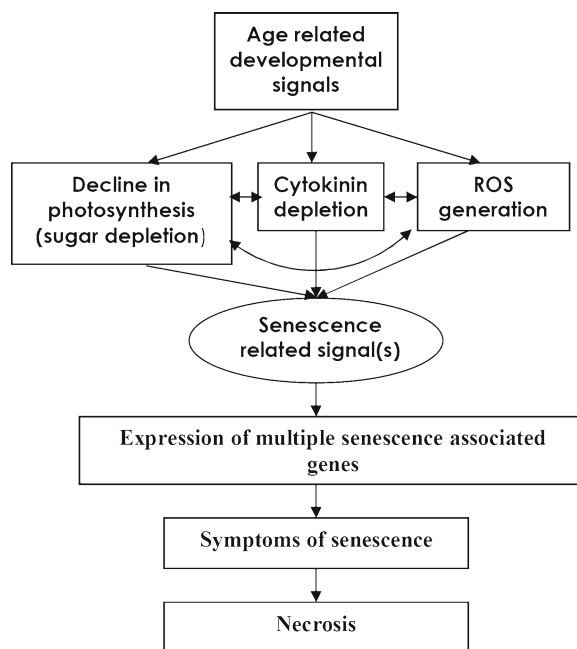 Age related
developmental
signals
Decline in
photosynthesis
(sugar depletion)
Cytokinin
depletion
ROS
generation
Senescence
related signal(s)
Expression of multiple senescence associated
genes
Symptoms of senescence
Necrosis